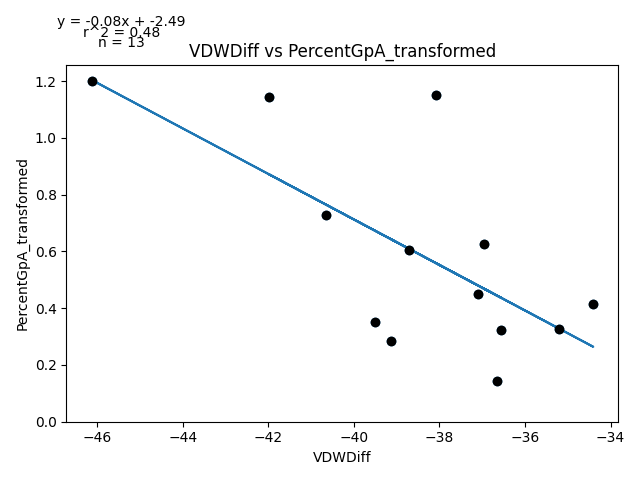 y = -0.08x + -2.49
r^2 = 0.48
n = 13
VDWDiff vs PercentGpA_transformed
PercentGpA_transformed
1.2
1.0
0.8
0.6
0.4
0.2
0.0
−46
−44
−42
−40
−38
−36
−34
VDWDiff